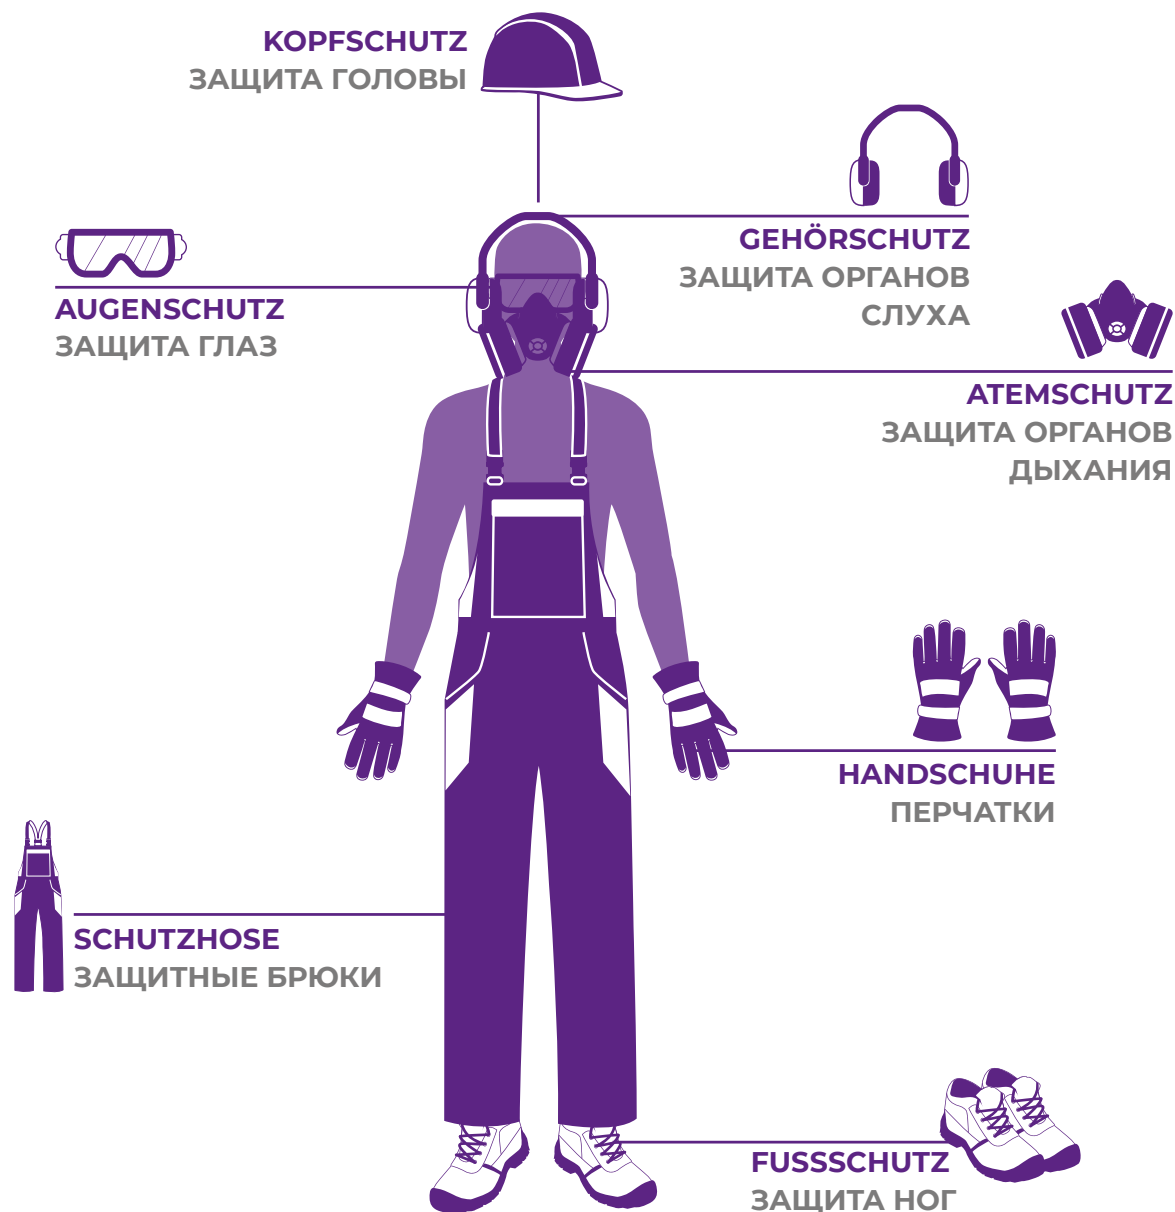 KOPFSCHUTZ
ЗАЩИТА ГОЛОВЫ
GEHÖRSCHUTZ
ЗАЩИТА ОРГАНОВ
СЛУХА
AUGENSCHUTZ
ЗАЩИТА ГЛАЗ
ATEMSCHUTZ
ЗАЩИТА ОРГАНОВ
ДЫХАНИЯ
HANDSCHUHE
ПЕРЧАТКИ
SCHUTZHOSE
ЗАЩИТНЫЕ БРЮКИ
FUSSSCHUTZ
ЗАЩИТА НОГ